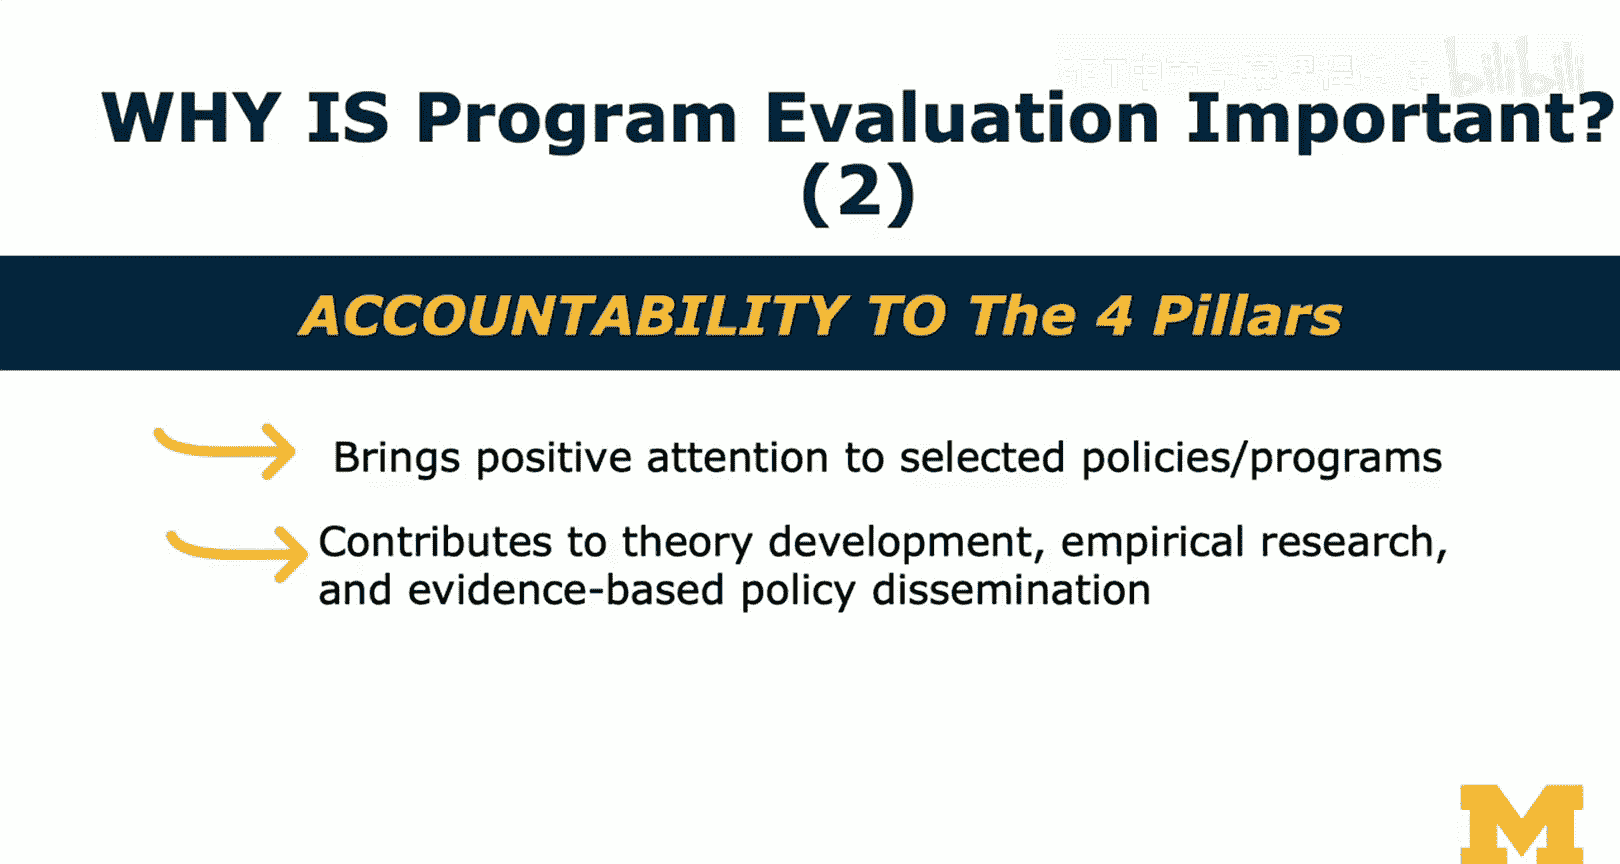 WHY IS Program Evaluation Important?
(2)
ACCOUNTABILITY TO The 4 Pillars
Brings positive attention to selected policies/programs
Contributes to theory development, empirical research,
and evidence-based policy dissemination
bilibili
M